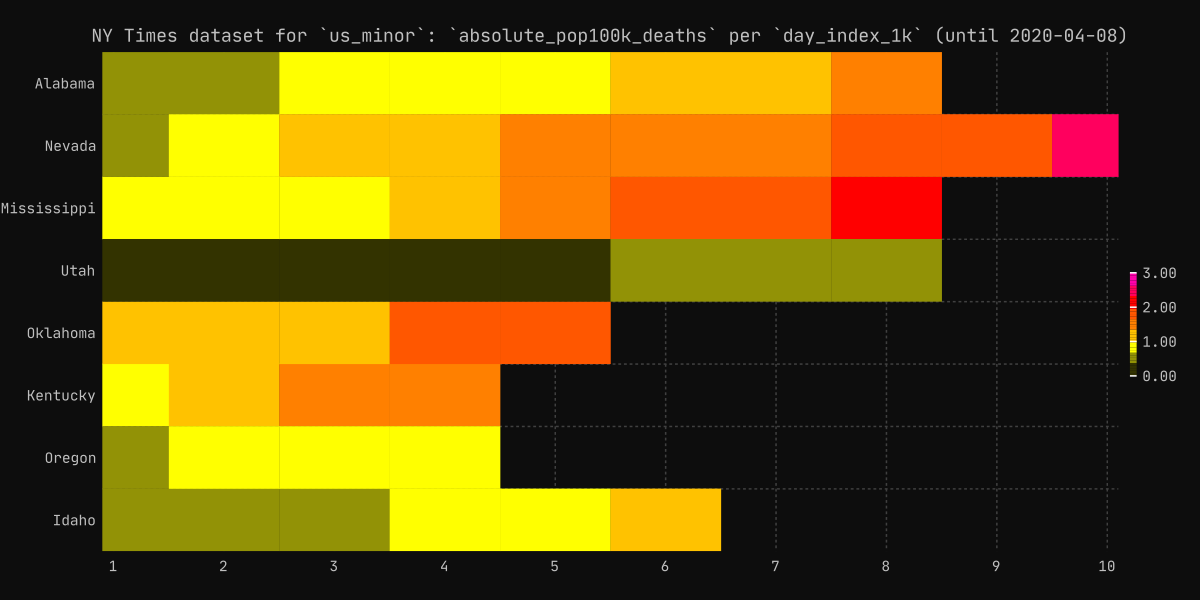 NY Times dataset for `us_minor`: `absolute_pop100k_deaths` per `day_index_1k` (until 2020-04-08)
Alabama
Nevada
Mississippi
Utah
Oklahoma
Kentucky
Oregon
Idaho
3.00
2.00
1.00
0.00
1 2 3 4 5 6 7 8 9 10